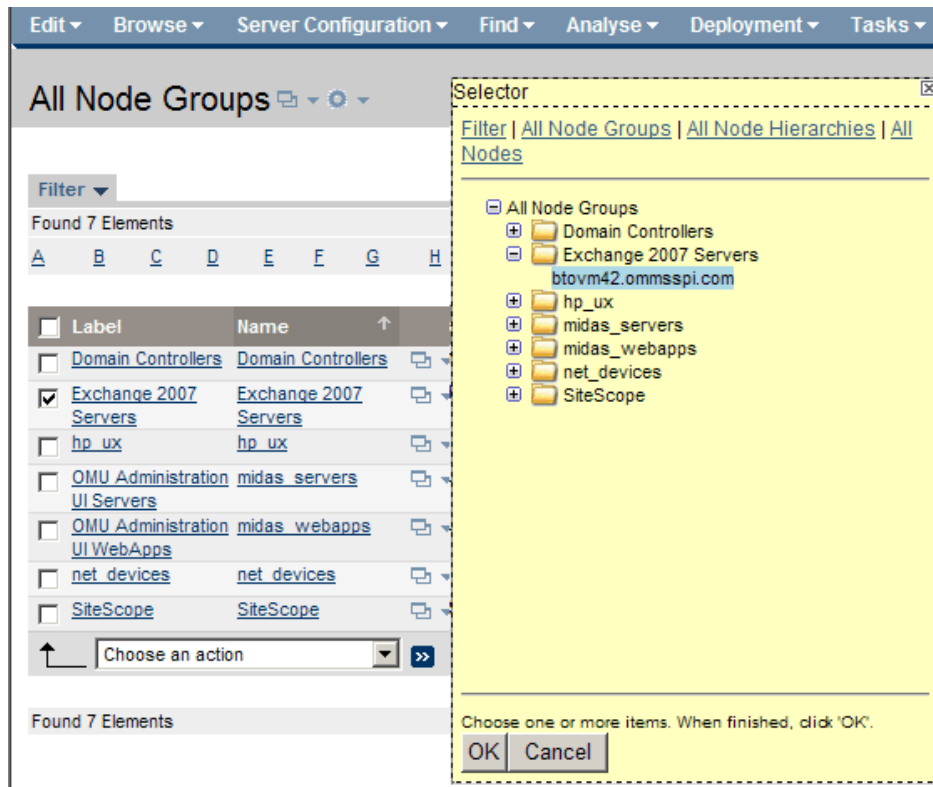 Edit Browse Server Configuration Find Analyse Deployment Tasks
All Node Groups
Filter
Found 7 Elements
A B C D E F G H
Label Name
Domain Controllers Domain Controllers
Exchange 2007 Exchange 2007
Servers Servers
hp_ux hp_ux
OMU Administration midas_servers
UI Servers
OMU Administration midas_webapps
UI WebApps
net_devices net_devices
SiteScope SiteScope
Choose an action >>
Found 7 Elements
Selector
Filter | All Node Groups | All Node Hierarchies | All
Nodes
All Node Groups
Domain Controllers
Exchange 2007 Servers
btovm42.ommsspi.com
hp_ux
midas_servers
midas_webapps
net_devices
SiteScope
Choose one or more items. When finished, click 'OK'.
OK Cancel